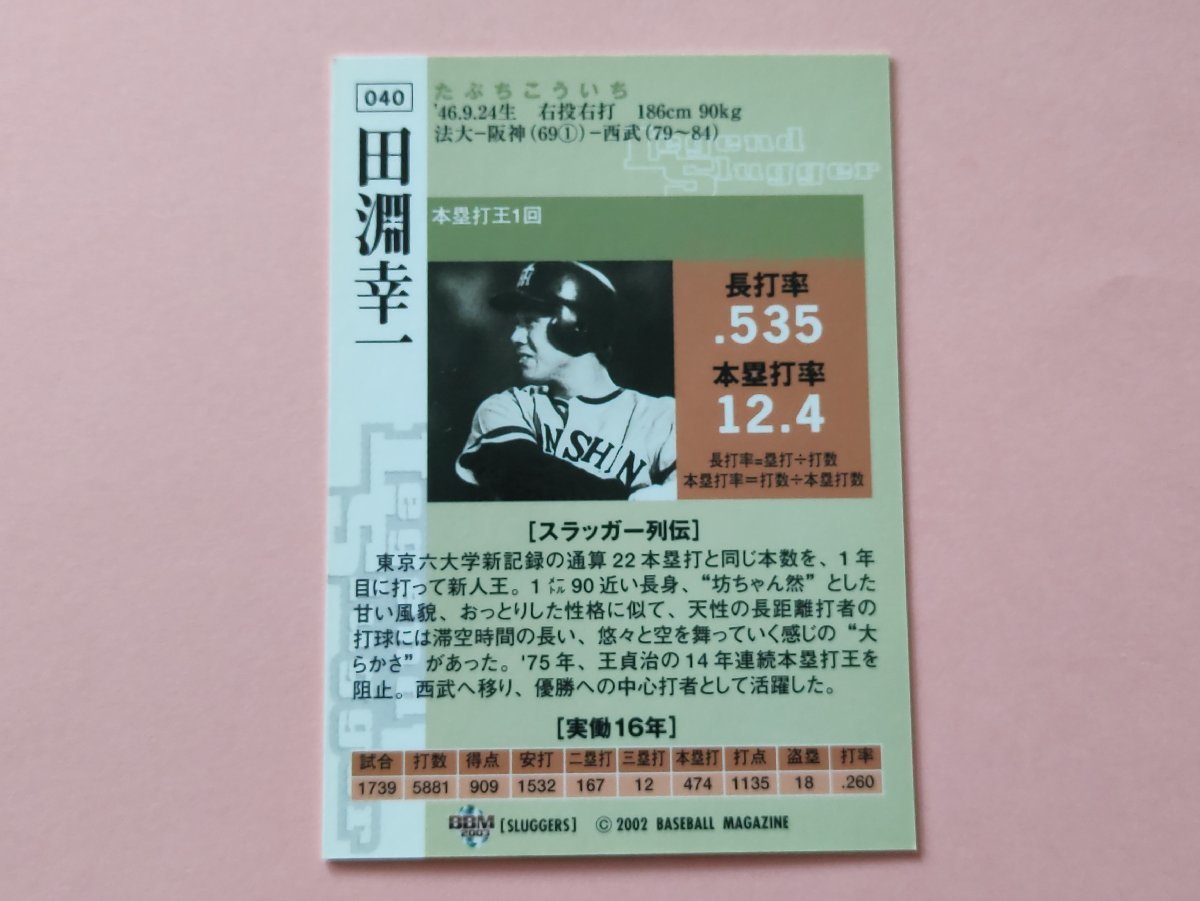 040
田淵幸一
たぶちこういち
'46.9.24生 右投右打 186cm 90kg
法大−阪神(69①)−西武(79〜84)
Legend
Slugger
本塁打王1回
長打率
.535
本塁打率
12.4
長打率=塁打÷打数
本塁打率=打数÷本塁打数
NSHIN
[スラッガー列伝]
東京六大学新記録の通算22本塁打と同じ本数を、1年
目に打って新人王。1㍍90近い長身、“坊ちゃん然”とした
甘い風貌、おっとりした性格に似て、天性の長距離打者の
打球には滞空時間の長い、悠々と空を舞っていく感じの“大
らかさ”があった。'75年、王貞治の14年連続本塁打王を
阻止。西武へ移り、優勝への中心打者として活躍した。
[実働16年]
試合 打数 得点 安打 二塁打 三塁打 本塁打 打点 盗塁 打率
1739 5881 909 1532 167 12 474 1135 18 .260
BBM 2003 [SLUGGERS] © 2002 BASEBALL MAGAZINE